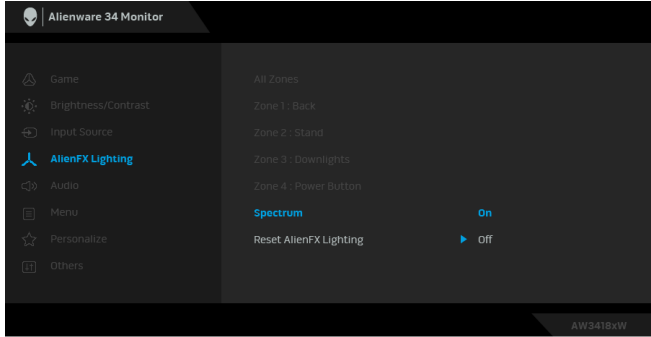 Alienware 34 Monitor
Game
All Zones
Brightness/Contrast
Zone 1 : Back
Input Source
Zone 2 : Stand
AlienFX Lighting
Zone 3 : Downlights
Audio
Zone 4 : Power Button
Menu
Spectrum On
Personalize
Reset AlienFX Lighting Off
Others
AW3418xW